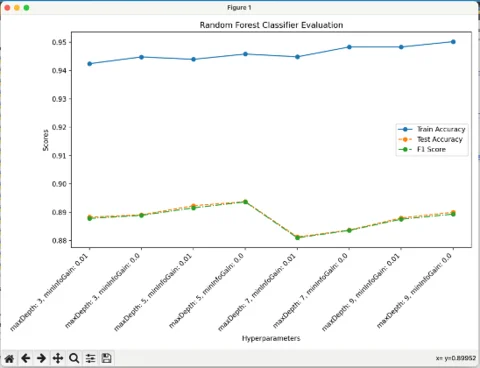 Figure 1
Random Forest Classifier Evaluation
0.95
0.94
0.93
0.92
0.91
0.90
0.89
0.88
Scores
Train Accuracy
Test Accuracy
F1 Score
maxDepth: 3, minInfoGain: 0.01
maxDepth: 3, minInfoGain: 0.0
maxDepth: 5, minInfoGain: 0.01
maxDepth: 5, minInfoGain: 0.0
maxDepth: 7, minInfoGain: 0.01
maxDepth: 7, minInfoGain: 0.0
maxDepth: 9, minInfoGain: 0.01
maxDepth: 9, minInfoGain: 0.0
Hyperparameters
x= y=0.89952